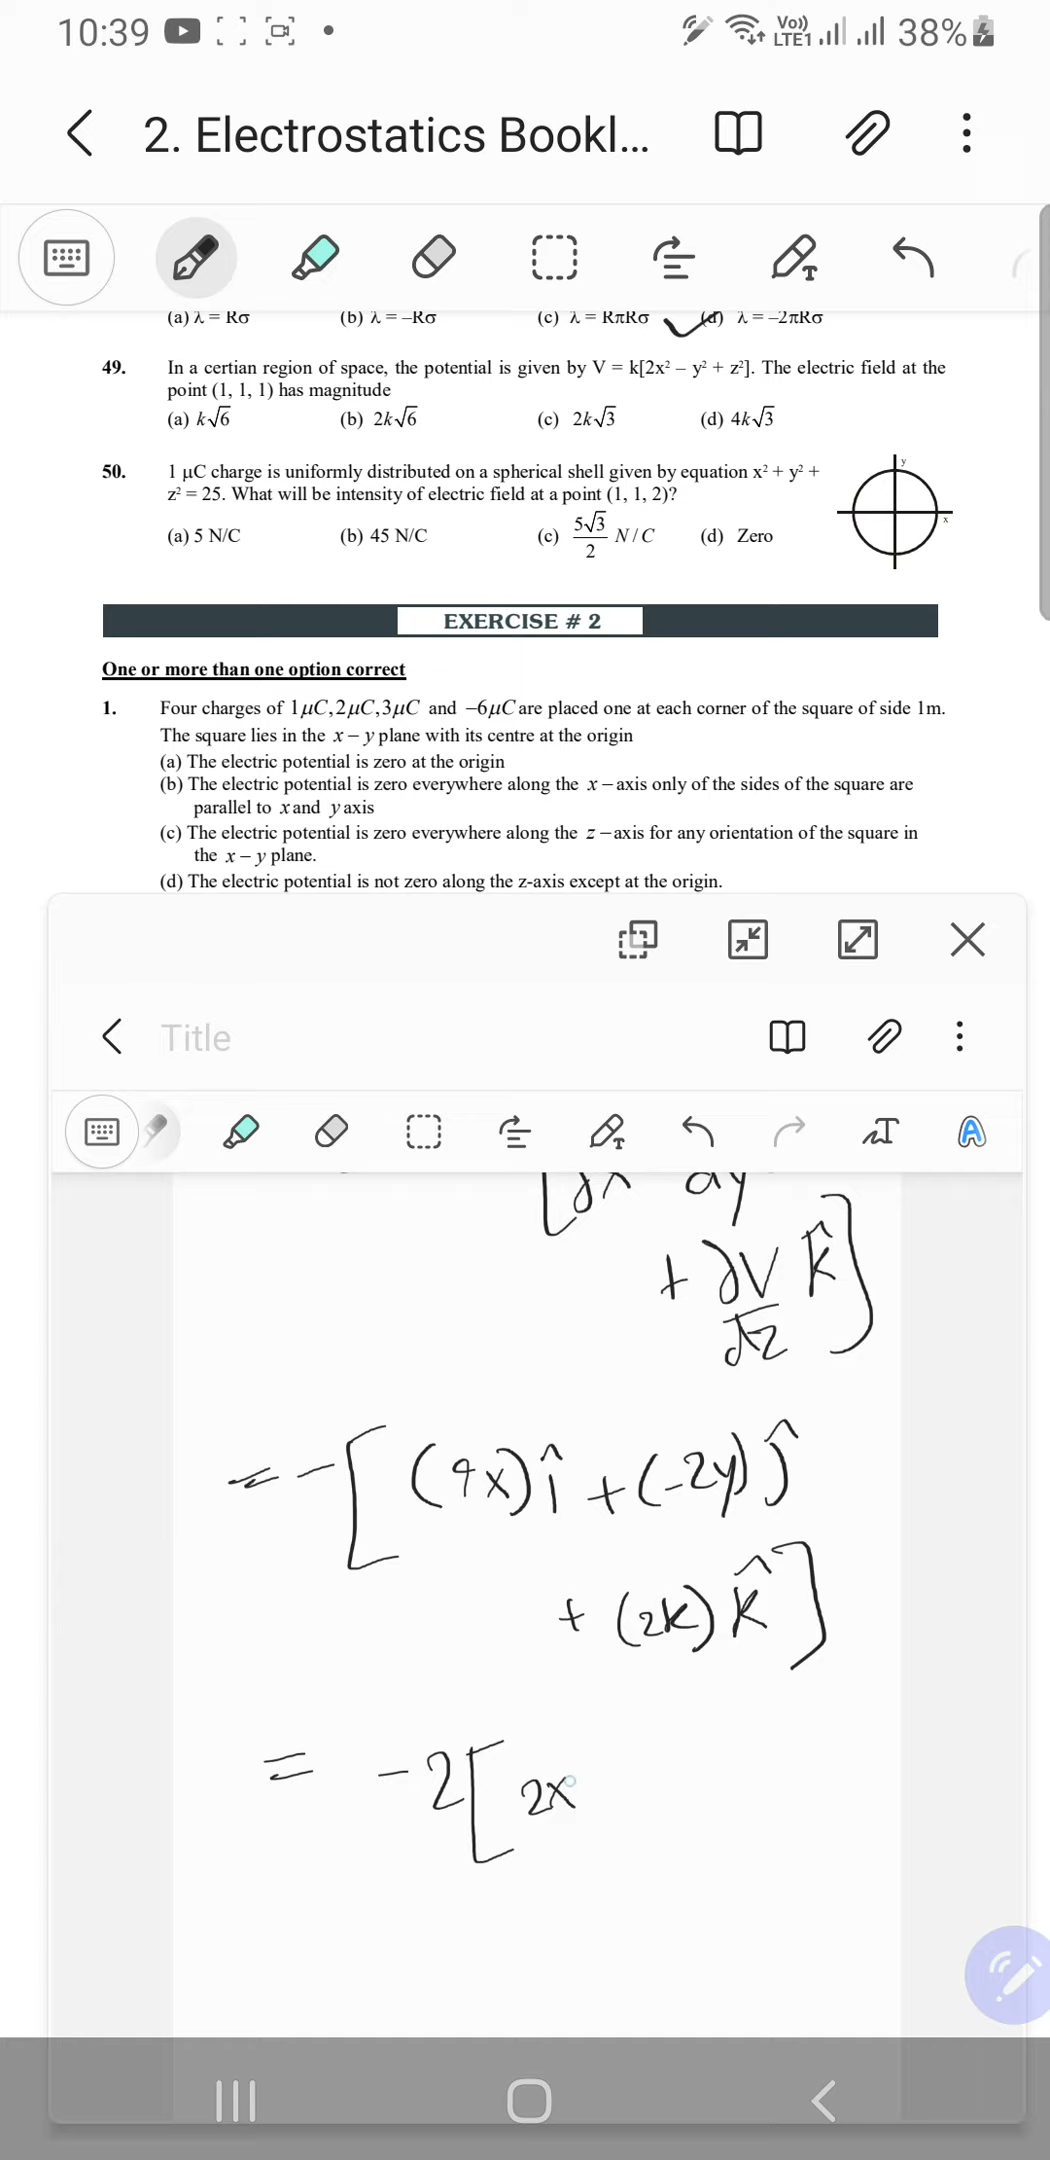 10:39 Vo)) LTE1 38%
2. Electrostatics Bookl...
(a) λ = Rσ (b) λ = –Rσ (c) λ = RπRσ (d) λ = –2πRσ
49. In a certian region of space, the potential is given by V = k[2x² – y² + z²]. The electric field at the
point (1, 1, 1) has magnitude
(a) k√6 (b) 2k√6 (c) 2k√3 (d) 4k√3
50. 1 μC charge is uniformly distributed on a spherical shell given by equation x² + y² +
z² = 25. What will be intensity of electric field at a point (1, 1, 2)?
(a) 5 N/C (b) 45 N/C (c) 5√3/2 N/C (d) Zero
y
x
EXERCISE # 2
One or more than one option correct
1. Four charges of 1μC,2μC,3μC and –6μC are placed one at each corner of the square of side 1m.
The square lies in the x – y plane with its centre at the origin
(a) The electric potential is zero at the origin
(b) The electric potential is zero everywhere along the x – axis only of the sides of the square are
parallel to x and y axis
(c) The electric potential is zero everywhere along the z – axis for any orientation of the square in
the x – y plane.
(d) The electric potential is not zero along the z-axis except at the origin.
Title
[∂x ∂y
+ ∂V/∂z k̂]
= - [(4x)î + (-2y)ĵ
+ (2k) k̂]
= -2[2x